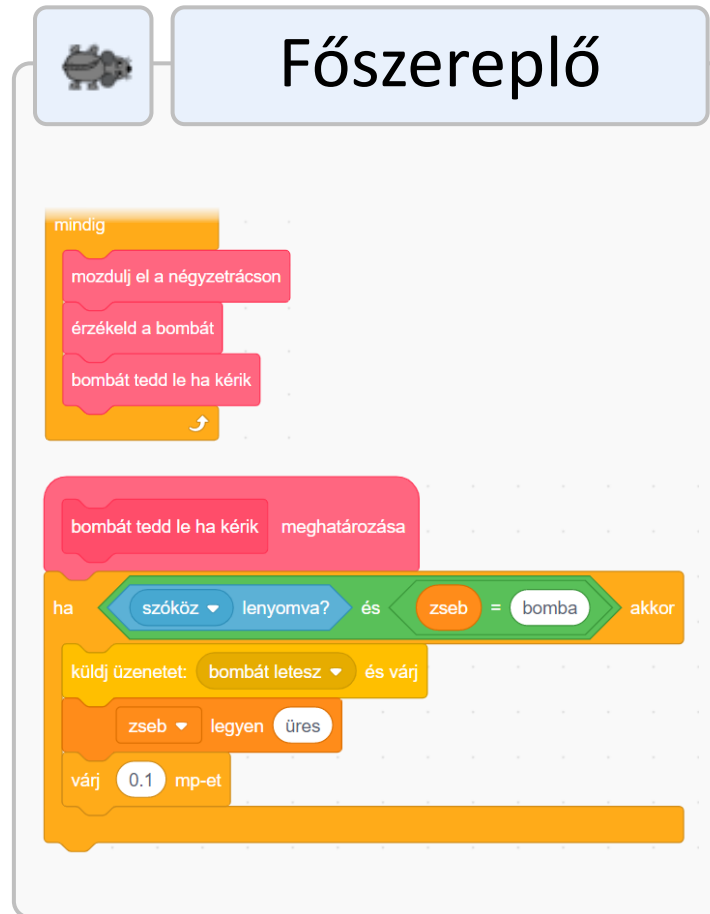 Főszereplő
mindig
mozdulj el a négyzetrácson
érzékeld a bombát
bombát tedd le ha kérik
bombát tedd le ha kérik meghatározása
ha szóköz lenyomva? és zseb = bomba akkor
küldj üzenetet: bombát letesz és várj
zseb legyen üres
várj 0.1 mp-et